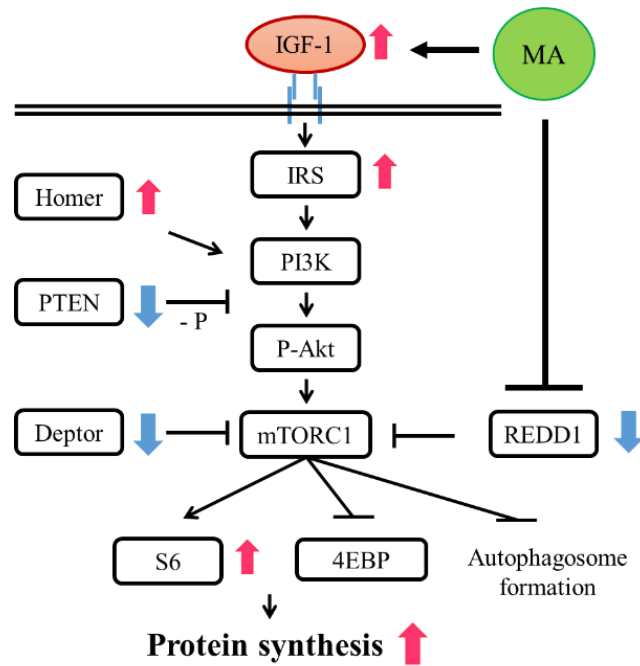 IGF-1
MA
IRS
Homer
PI3K
PTEN
- P
P-Akt
Deptor
mTORC1
REDD1
S6
4EBP
Autophagosome
formation
Protein synthesis